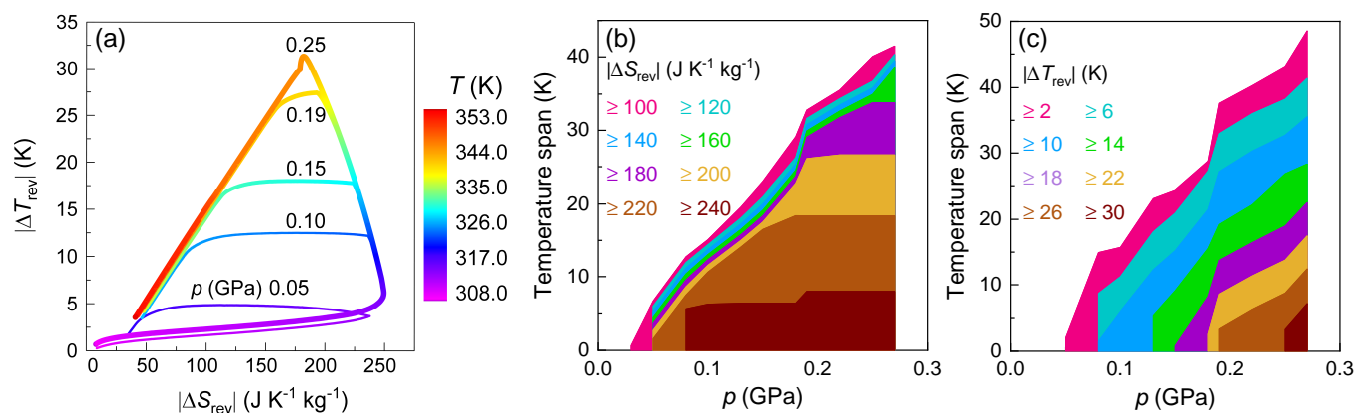 (a)
0.25
0.19
0.15
0.10
p (GPa) 0.05
35
30
25
20
15
10
5
0
|ΔT_rev| (K)
0 50 100 150 200 250
|ΔS_rev| (J K⁻¹ kg⁻¹)
T (K)
353.0
344.0
335.0
326.0
317.0
308.0
(b)
|ΔS_rev| (J K⁻¹ kg⁻¹)
≥ 100 ≥ 120
≥ 140 ≥ 160
≥ 180 ≥ 200
≥ 220 ≥ 240
40
30
20
10
0
Temperature span (K)
0.0 0.1 0.2 0.3
p (GPa)
(c)
|ΔT_rev| (K)
≥ 2 ≥ 6
≥ 10 ≥ 14
≥ 18 ≥ 22
≥ 26 ≥ 30
50
40
30
20
10
0
Temperature span (K)
0.0 0.1 0.2 0.3
p (GPa)